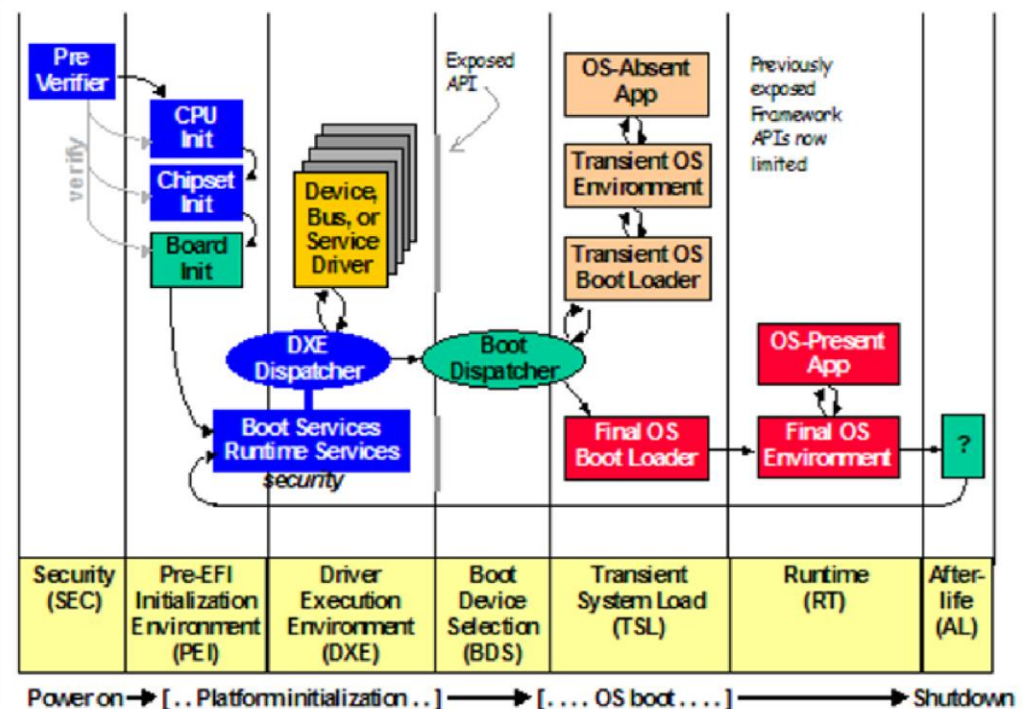 Pre
Verifier
verify
CPU
Init
Chipset
Init
Board
Init
Device,
Bus, or
Service
Driver
DXE
Dispatcher
Boot Services
Runtime Services
security
Exposed
API
Boot
Dispatcher
OS-Absent
App
Transient OS
Environment
Transient OS
Boot Loader
Final OS
Boot Loader
Previously
exposed
Framework
APIs now
limited
OS-Present
App
Final OS
Environment
?
Security
(SEC)
Pre-EFI
Initialization
Environment
(PEI)
Driver
Execution
Environment
(DXE)
Boot
Device
Selection
(BDS)
Transient
System Load
(TSL)
Runtime
(RT)
After-
life
(AL)
Power on [ . . Platform initialization . . ] [ . . . . OS boot . . . . ] Shutdown